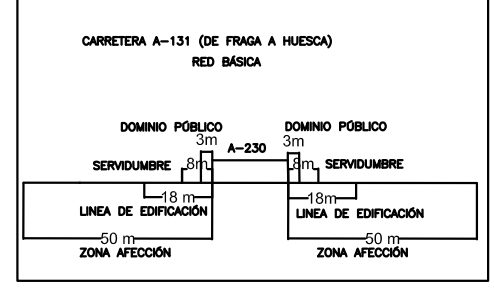 CARRETERA A-131 (DE FRAGA A HUESCA)
RED BÁSICA
DOMINIO PÚBLICO DOMINIO PÚBLICO
3m A-230 3m
SERVIDUMBRE 8m 8m SERVIDUMBRE
18 m 18m
LINEA DE EDIFICACIÓN LINEA DE EDIFICACIÓN
50 m 50 m
ZONA AFECCIÓN ZONA AFECCIÓN